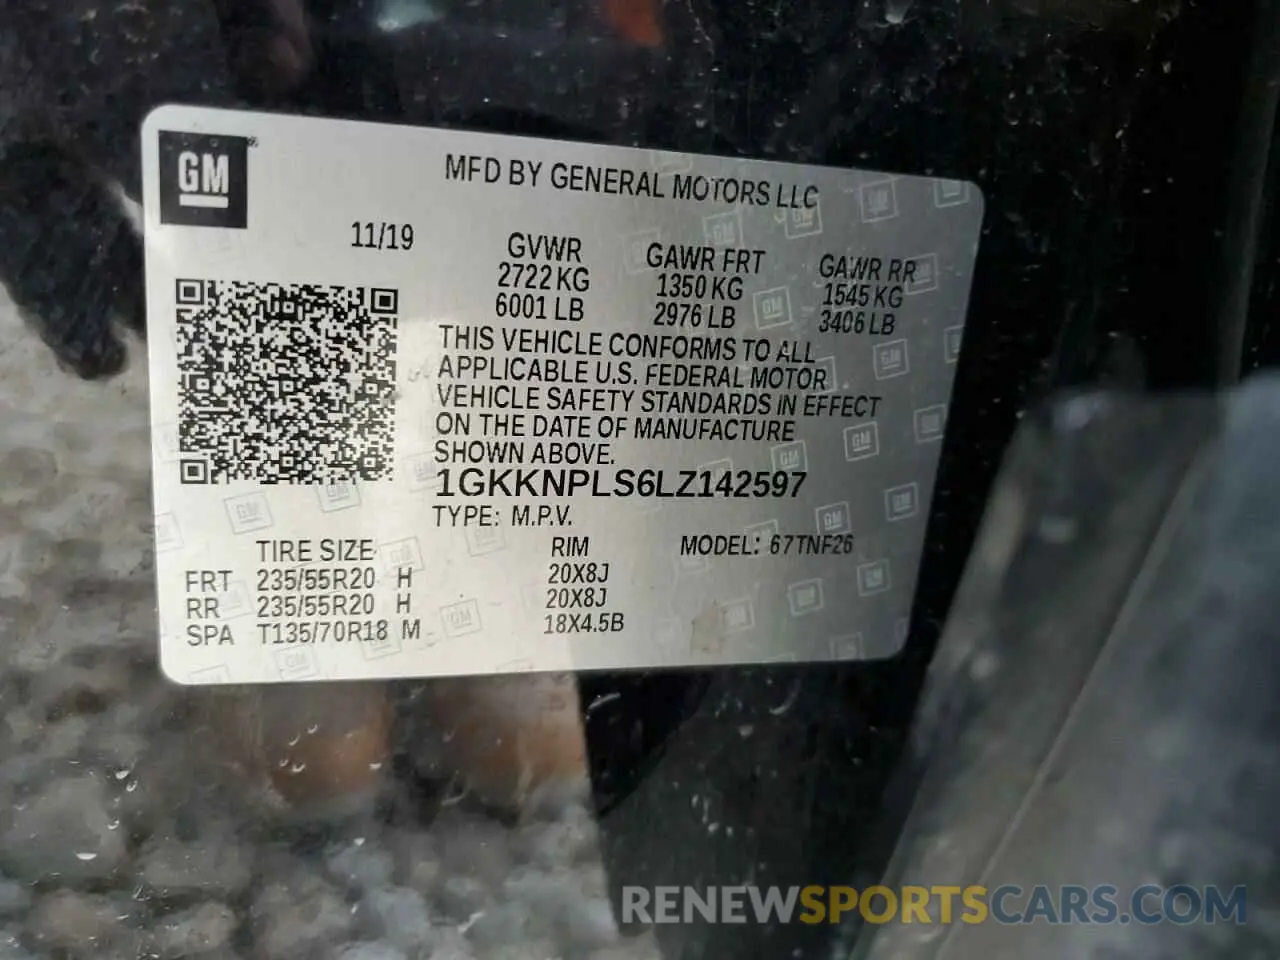 GM
MFD BY GENERAL MOTORS LLC
11/19
GVWR GAWR FRT GAWR RR
2722 KG 1350 KG 1545 KG
6001 LB 2976 LB 3406 LB
THIS VEHICLE CONFORMS TO ALL
APPLICABLE U.S. FEDERAL MOTOR
VEHICLE SAFETY STANDARDS IN EFFECT
ON THE DATE OF MANUFACTURE
SHOWN ABOVE.
1GKKNPLS6LZ142597
TYPE: M.P.V.
TIRE SIZE RIM MODEL: 67TNF26
FRT 235/55R20 H 20X8J
RR 235/55R20 H 20X8J
SPA T135/70R18 M 18X4.5B
RENEWSPORTSCARS.COM